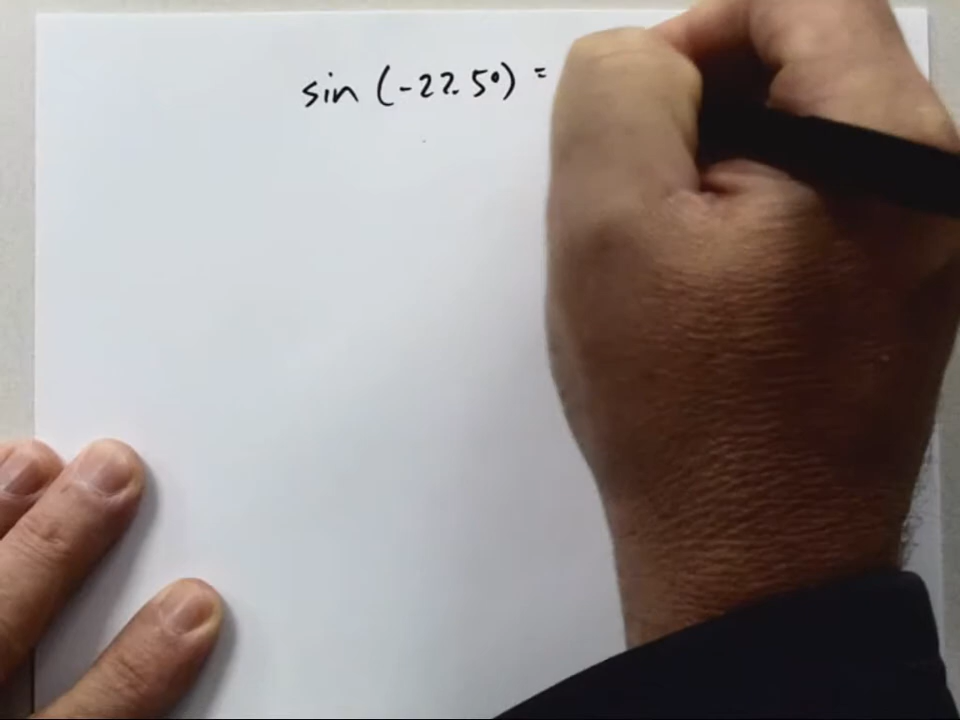 sin (-22.5°) =